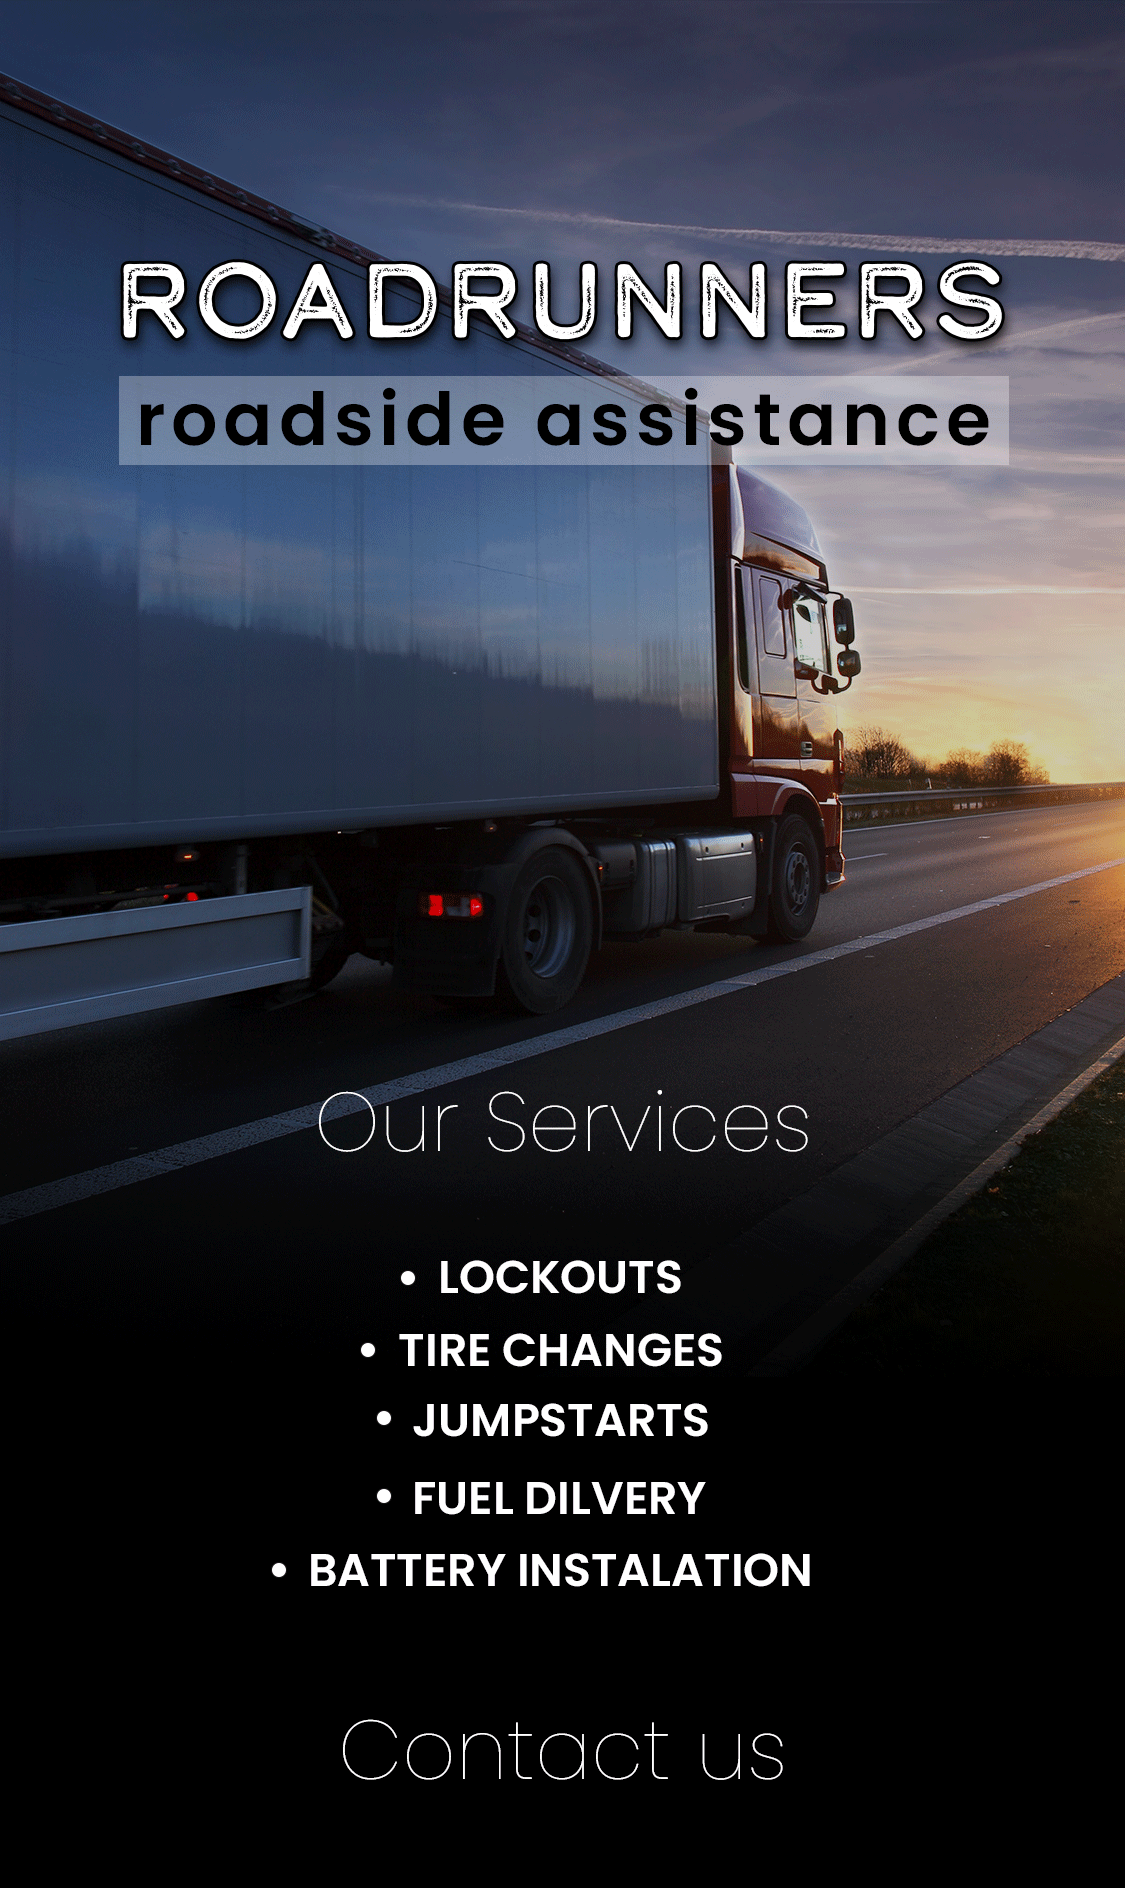 ROADRUNNERS
roadside assistance
Our Services
• LOCKOUTS
• TIRE CHANGES
• JUMPSTARTS
• FUEL DILVERY
• BATTERY INSTALATION
Contact us